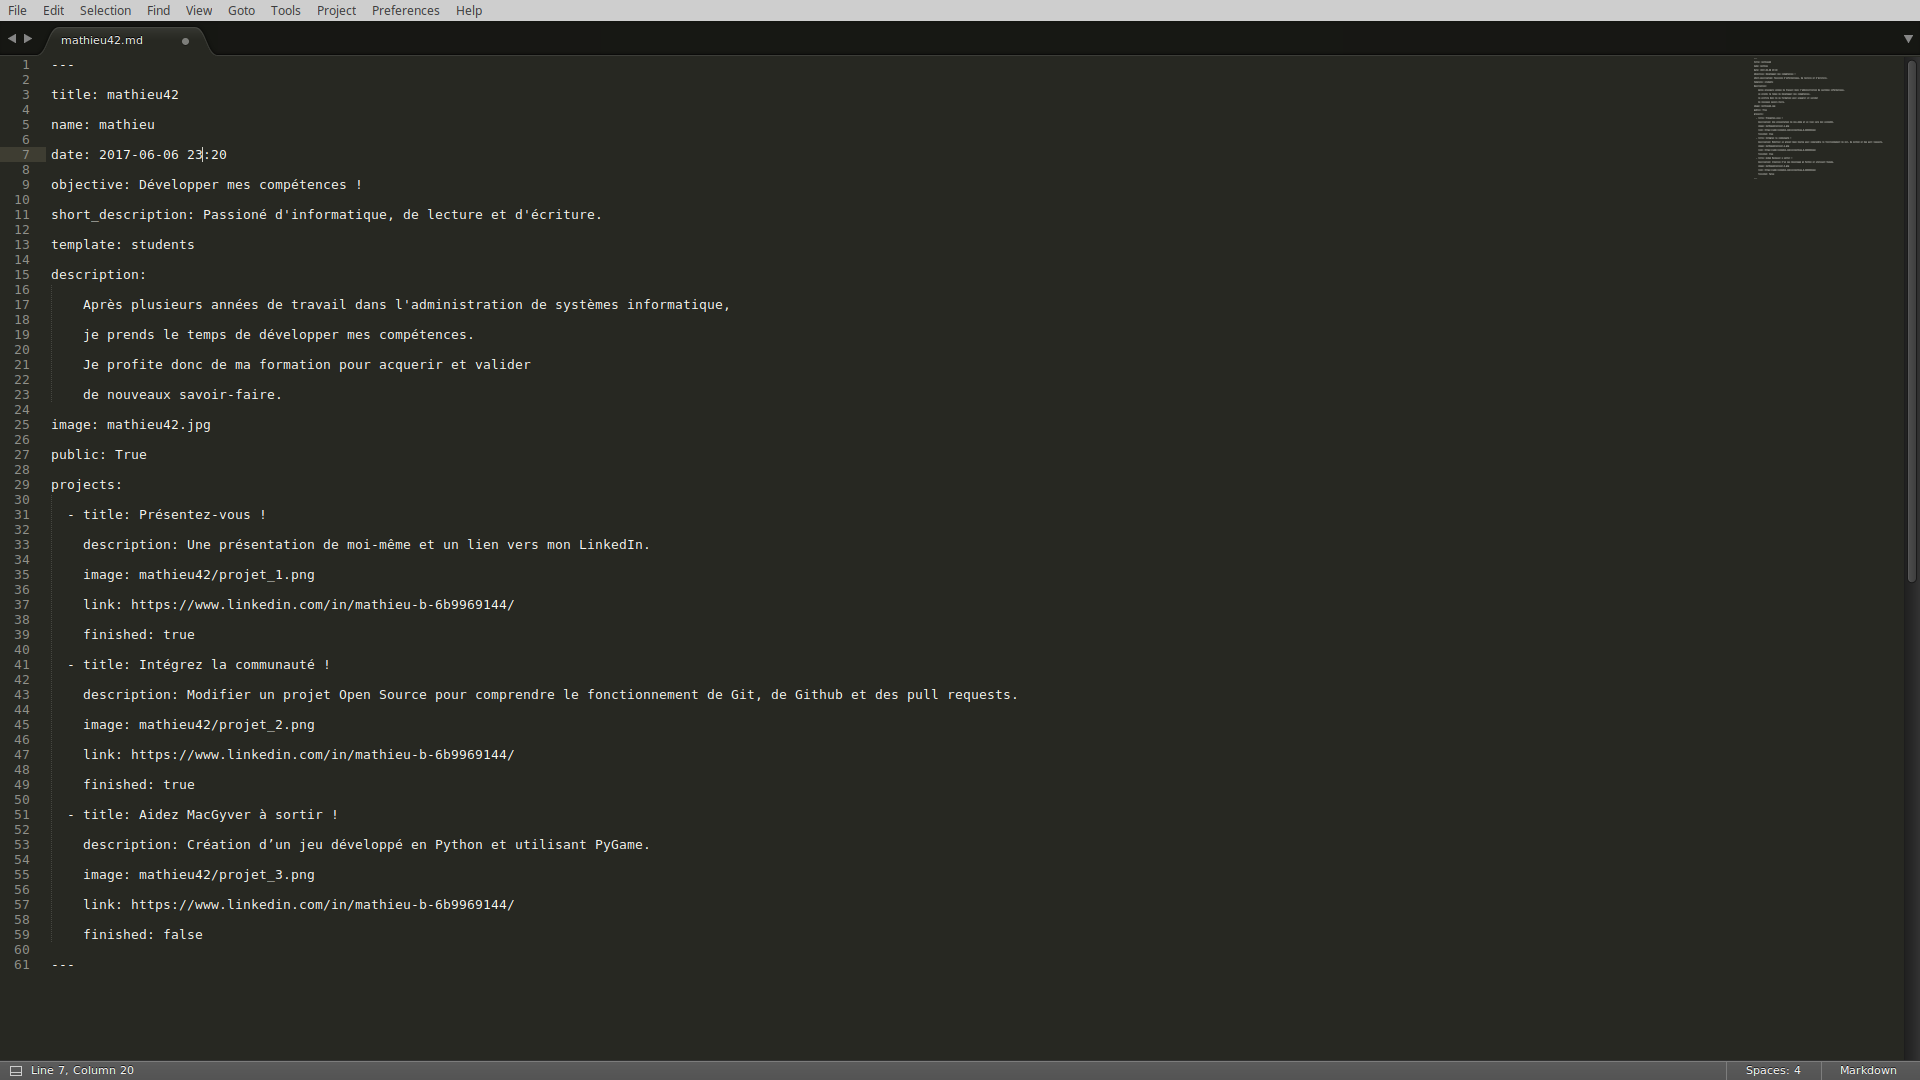 File Edit Selection Find View Goto Tools Project Preferences Help
mathieu42.md
1 ---
2
3 title: mathieu42
4
5 name: mathieu
6
7 date: 2017-06-06 23:20
8
9 objective: Développer mes compétences !
10
11 short_description: Passioné d'informatique, de lecture et d'écriture.
12
13 template: students
14
15 description:
16
17 Après plusieurs années de travail dans l'administration de systèmes informatique,
18
19 je prends le temps de développer mes compétences.
20
21 Je profite donc de ma formation pour acquerir et valider
22
23 de nouveaux savoir-faire.
24
25 image: mathieu42.jpg
26
27 public: True
28
29 projects:
30
31 - title: Présentez-vous !
32
33 description: Une présentation de moi-même et un lien vers mon LinkedIn.
34
35 image: mathieu42/projet_1.png
36
37 link: https://www.linkedin.com/in/mathieu-b-6b9969144/
38
39 finished: true
40
41 - title: Intégrez la communauté !
42
43 description: Modifier un projet Open Source pour comprendre le fonctionnement de Git, de Github et des pull requests.
44
45 image: mathieu42/projet_2.png
46
47 link: https://www.linkedin.com/in/mathieu-b-6b9969144/
48
49 finished: true
50
51 - title: Aidez MacGyver à sortir !
52
53 description: Création d’un jeu développé en Python et utilisant PyGame.
54
55 image: mathieu42/projet_3.png
56
57 link: https://www.linkedin.com/in/mathieu-b-6b9969144/
58
59 finished: false
60
61 ---
Line 7, Column 20 Spaces: 4 Markdown